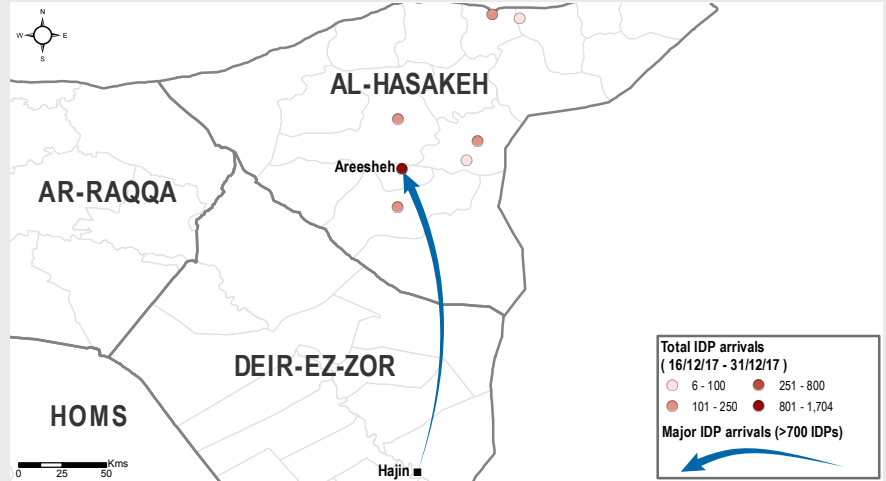 N
W E
S
AL-HASAKEH
Areesheh
AR-RAQQA
DEIR-EZ-ZOR
HOMS
Hajin
Kms
0 25 50
Total IDP arrivals
( 16/12/17 - 31/12/17 )
6 - 100 251 - 800
101 - 250 801 - 1,704
Major IDP arrivals (>700 IDPs)